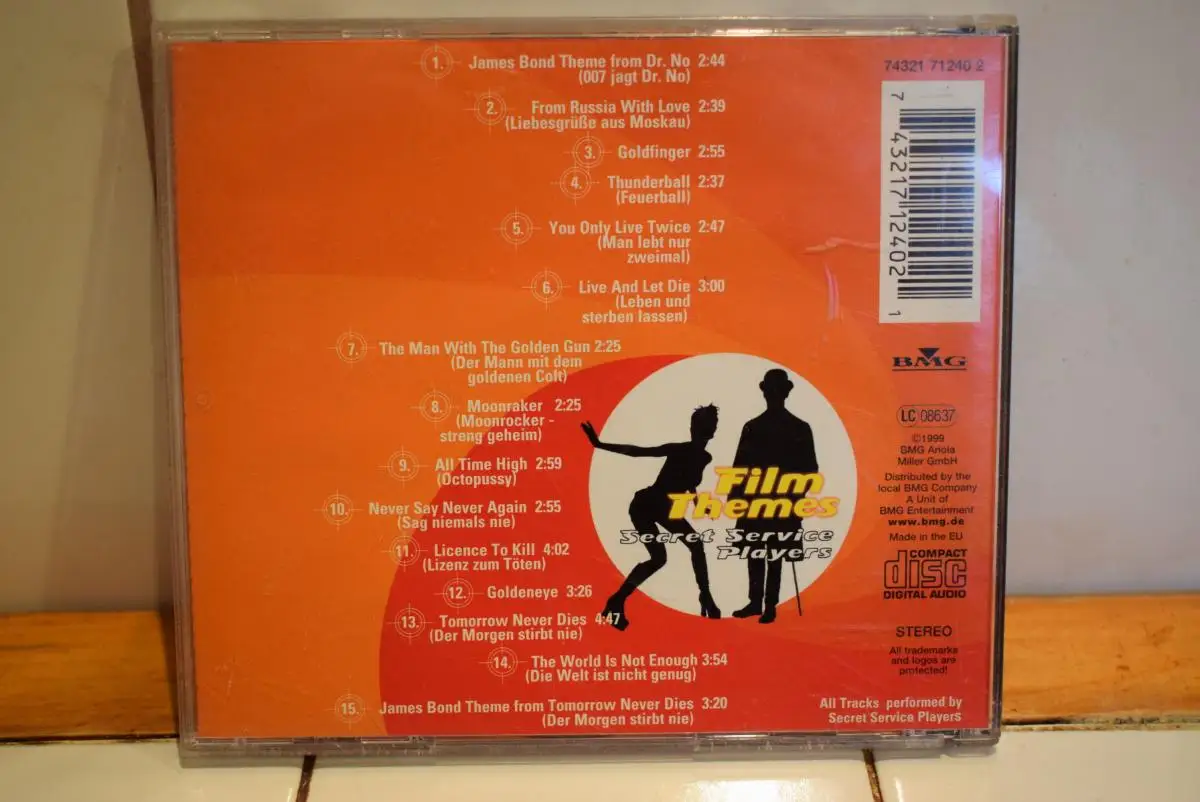 1. James Bond Theme from Dr. No 2:44
(007 jagt Dr. No)
2. From Russia With Love 2:39
(Liebesgrüße aus Moskau)
3. Goldfinger 2:55
4. Thunderball 2:37
(Feuerball)
5. You Only Live Twice 2:47
(Man lebt nur
zweimal)
6. Live And Let Die 3:00
(Leben und
sterben lassen)
7. The Man With The Golden Gun 2:25
(Der Mann mit dem
goldenen Colt)
8. Moonraker 2:25
(Moonrocker -
streng geheim)
9. All Time High 2:59
(Octopussy)
10. Never Say Never Again 2:55
(Sag niemals nie)
11. Licence To Kill 4:02
(Lizenz zum Töten)
12. Goldeneye 3:26
13. Tomorrow Never Dies 4:47
(Der Morgen stirbt nie)
14. The World Is Not Enough 3:54
(Die Welt ist nicht genug)
15. James Bond Theme from Tomorrow Never Dies 3:20
(Der Morgen stirbt nie)
Film
Themes
Secret Service
Players
74321 71240 2
7 43217 12402 1
BMG
LC 08637
©1999
BMG Ariola
Miller GmbH
Distributed by the
local BMG Company
A Unit of
BMG Entertainment
www.bmg.de
Made in the EU
COMPACT
disc
DIGITAL AUDIO
STEREO
All trademarks
and logos are
protected!
All Tracks performed by
Secret Service Players